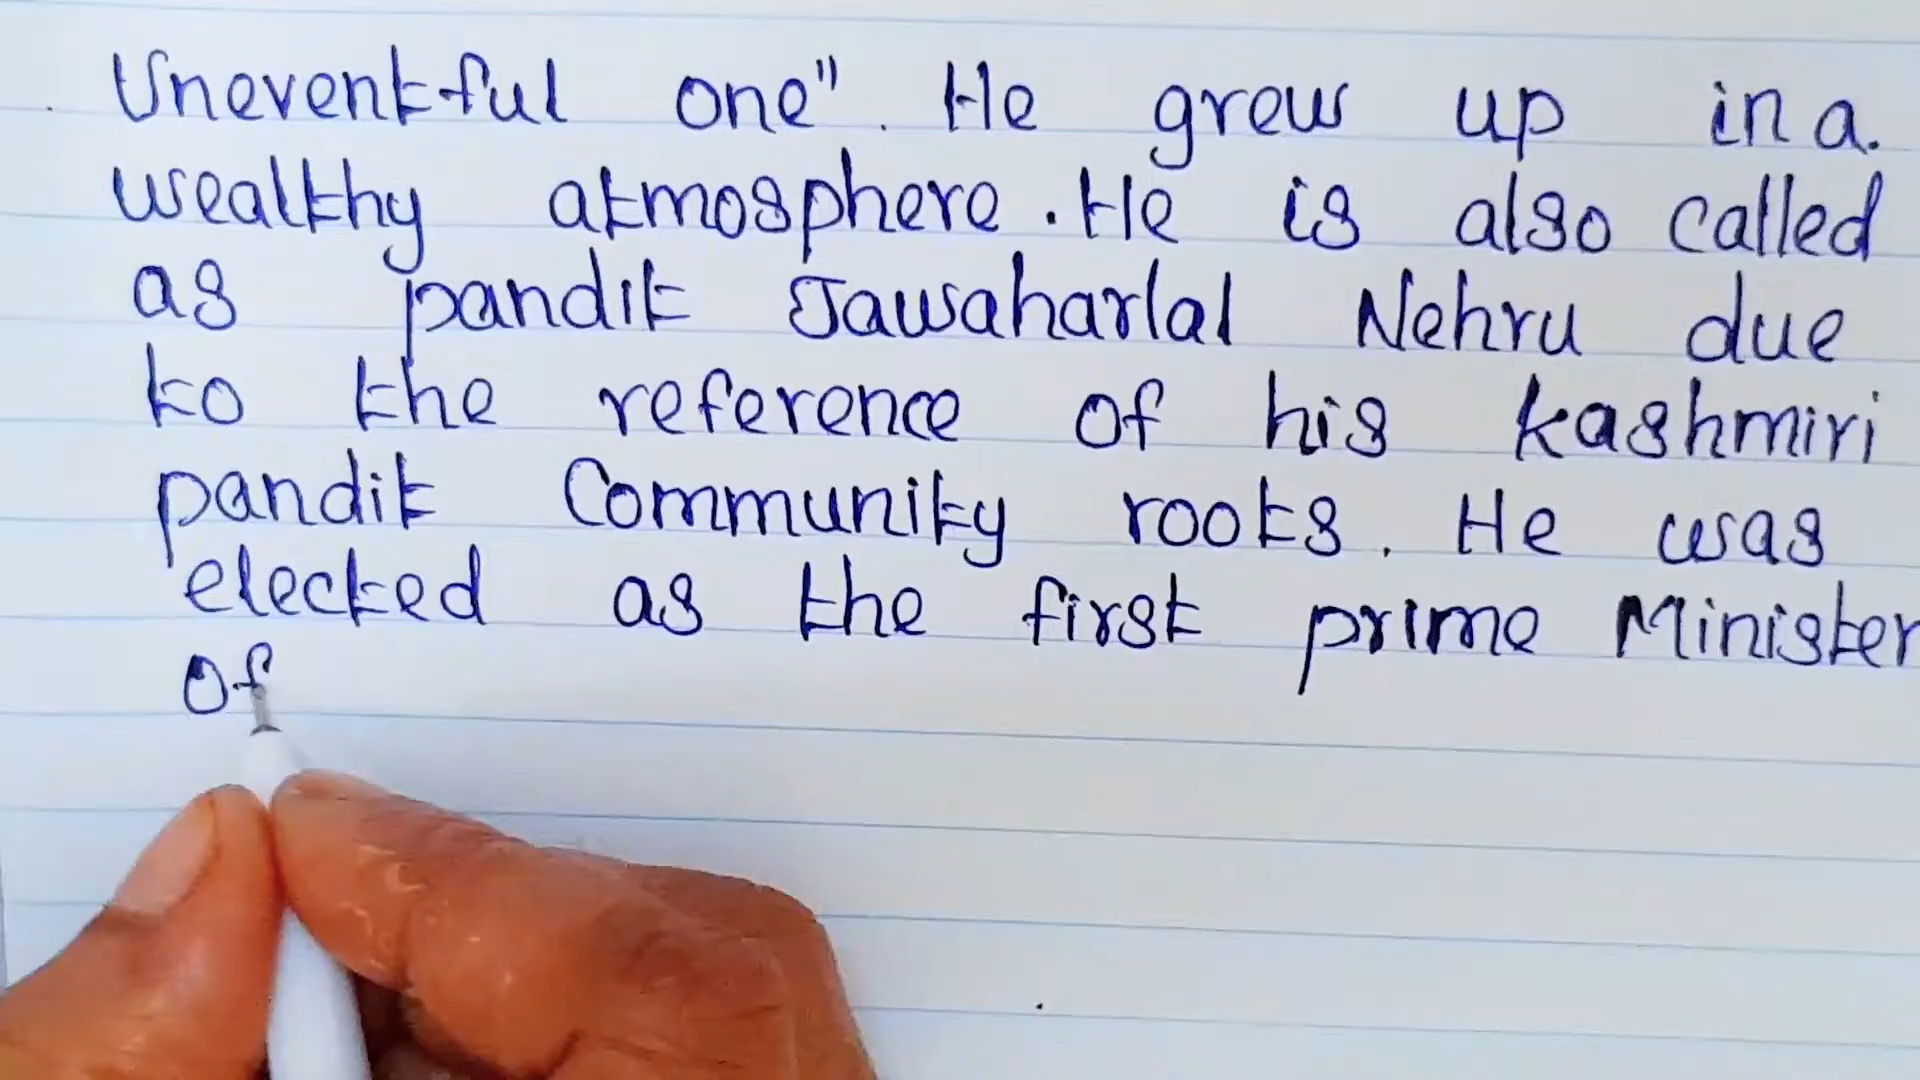 Uneventful one". He grew up in a.
wealthy atmosphere. He is also called
as pandit Jawaharlal Nehru due
to the reference of his kashmiri
pandit Community roots. He was
elected as the first prime Minister
Of